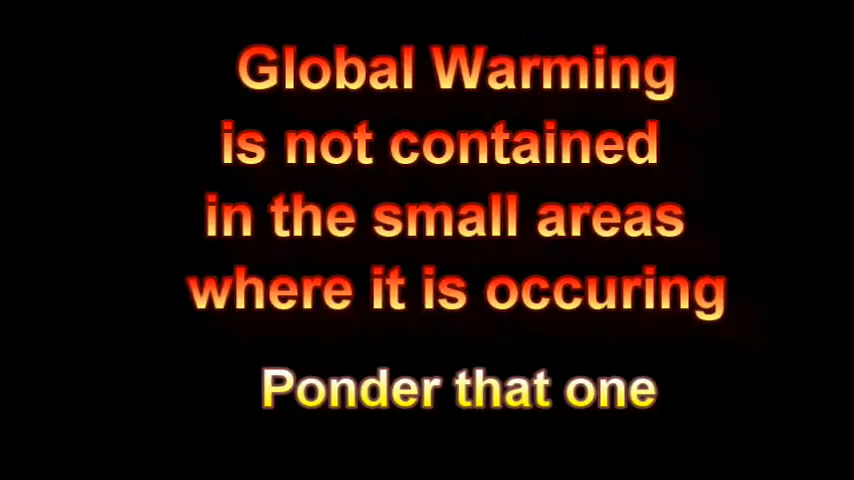 Global Warming
is not contained
in the small areas
where it is occuring
Ponder that one